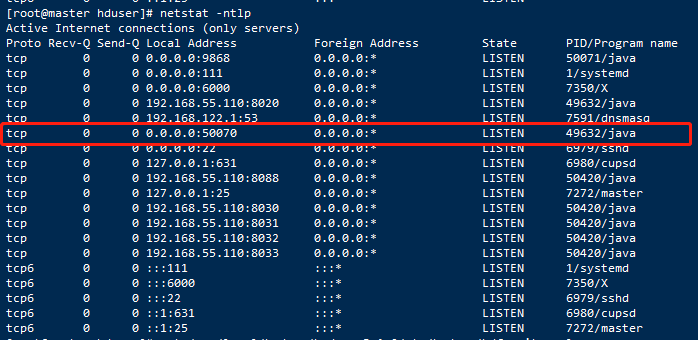 [root@master hduser]# netstat -ntlp
Active Internet connections (only servers)
Proto Recv-Q Send-Q Local Address Foreign Address State PID/Program name
tcp 0 0 0.0.0.0:9868 0.0.0.0:* LISTEN 50071/java
tcp 0 0 0.0.0.0:111 0.0.0.0:* LISTEN 1/systemd
tcp 0 0 0.0.0.0:6000 0.0.0.0:* LISTEN 7350/X
tcp 0 0 192.168.55.110:8020 0.0.0.0:* LISTEN 49632/java
tcp 0 0 192.168.122.1:53 0.0.0.0:* LISTEN 7591/dnsmasq
tcp 0 0 0.0.0.0:50070 0.0.0.0:* LISTEN 49632/java
tcp 0 0 0.0.0.0:22 0.0.0.0:* LISTEN 6979/sshd
tcp 0 0 127.0.0.1:631 0.0.0.0:* LISTEN 6980/cupsd
tcp 0 0 192.168.55.110:8088 0.0.0.0:* LISTEN 50420/java
tcp 0 0 127.0.0.1:25 0.0.0.0:* LISTEN 7272/master
tcp 0 0 192.168.55.110:8030 0.0.0.0:* LISTEN 50420/java
tcp 0 0 192.168.55.110:8031 0.0.0.0:* LISTEN 50420/java
tcp 0 0 192.168.55.110:8032 0.0.0.0:* LISTEN 50420/java
tcp 0 0 192.168.55.110:8033 0.0.0.0:* LISTEN 50420/java
tcp6 0 0 :::111 :::* LISTEN 1/systemd
tcp6 0 0 :::6000 :::* LISTEN 7350/X
tcp6 0 0 :::22 :::* LISTEN 6979/sshd
tcp6 0 0 ::1:631 :::* LISTEN 6980/cupsd
tcp6 0 0 ::1:25 :::* LISTEN 7272/master